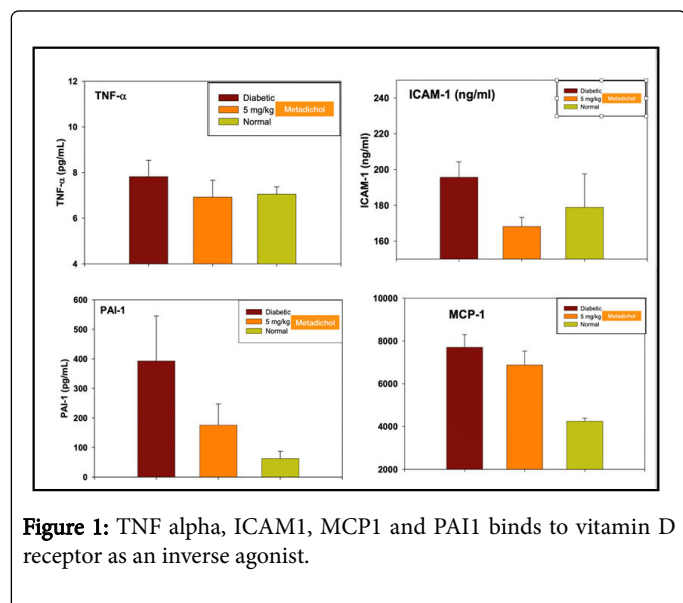 TNF-α
Diabetic
5 mg/kg Metadichol
Normal
TNF-α (pg/mL)
12
10
8
6
4
ICAM-1 (ng/ml)
Diabetic
5 mg/kg Metadichol
Normal
ICAM-1 (ng/ml)
240
220
200
180
160
PAI-1
Diabetic
5 mg/kg Metadichol
Normal
PAI-1 (pg/mL)
600
500
400
300
200
100
0
MCP-1
Diabetic
5 mg/kg Metadichol
Normal
10000
8000
6000
4000
2000
Figure 1: TNF alpha, ICAM1, MCP1 and PAI1 binds to vitamin D
receptor as an inverse agonist.